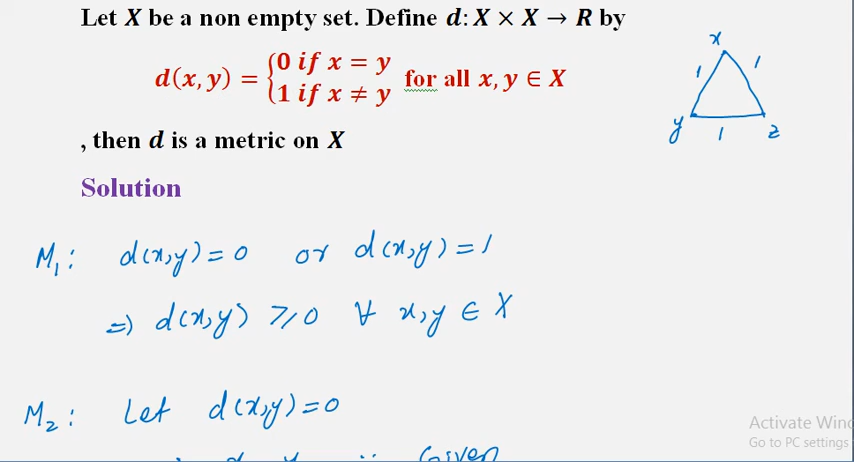 Let X be a non empty set. Define d: X × X → R by
d(x, y) = {0 if x = y
1 if x ≠ y for all x, y ∈ X
, then d is a metric on X
x
1 1
y 1 z
Solution
M₁: d(x,y) = 0 or d(x,y) = 1
⇒ d(x,y) ≥ 0 ∀ x,y ∈ X
M₂: Let d(x,y) = 0
∵ Given
Activate Wind
Go to PC settings